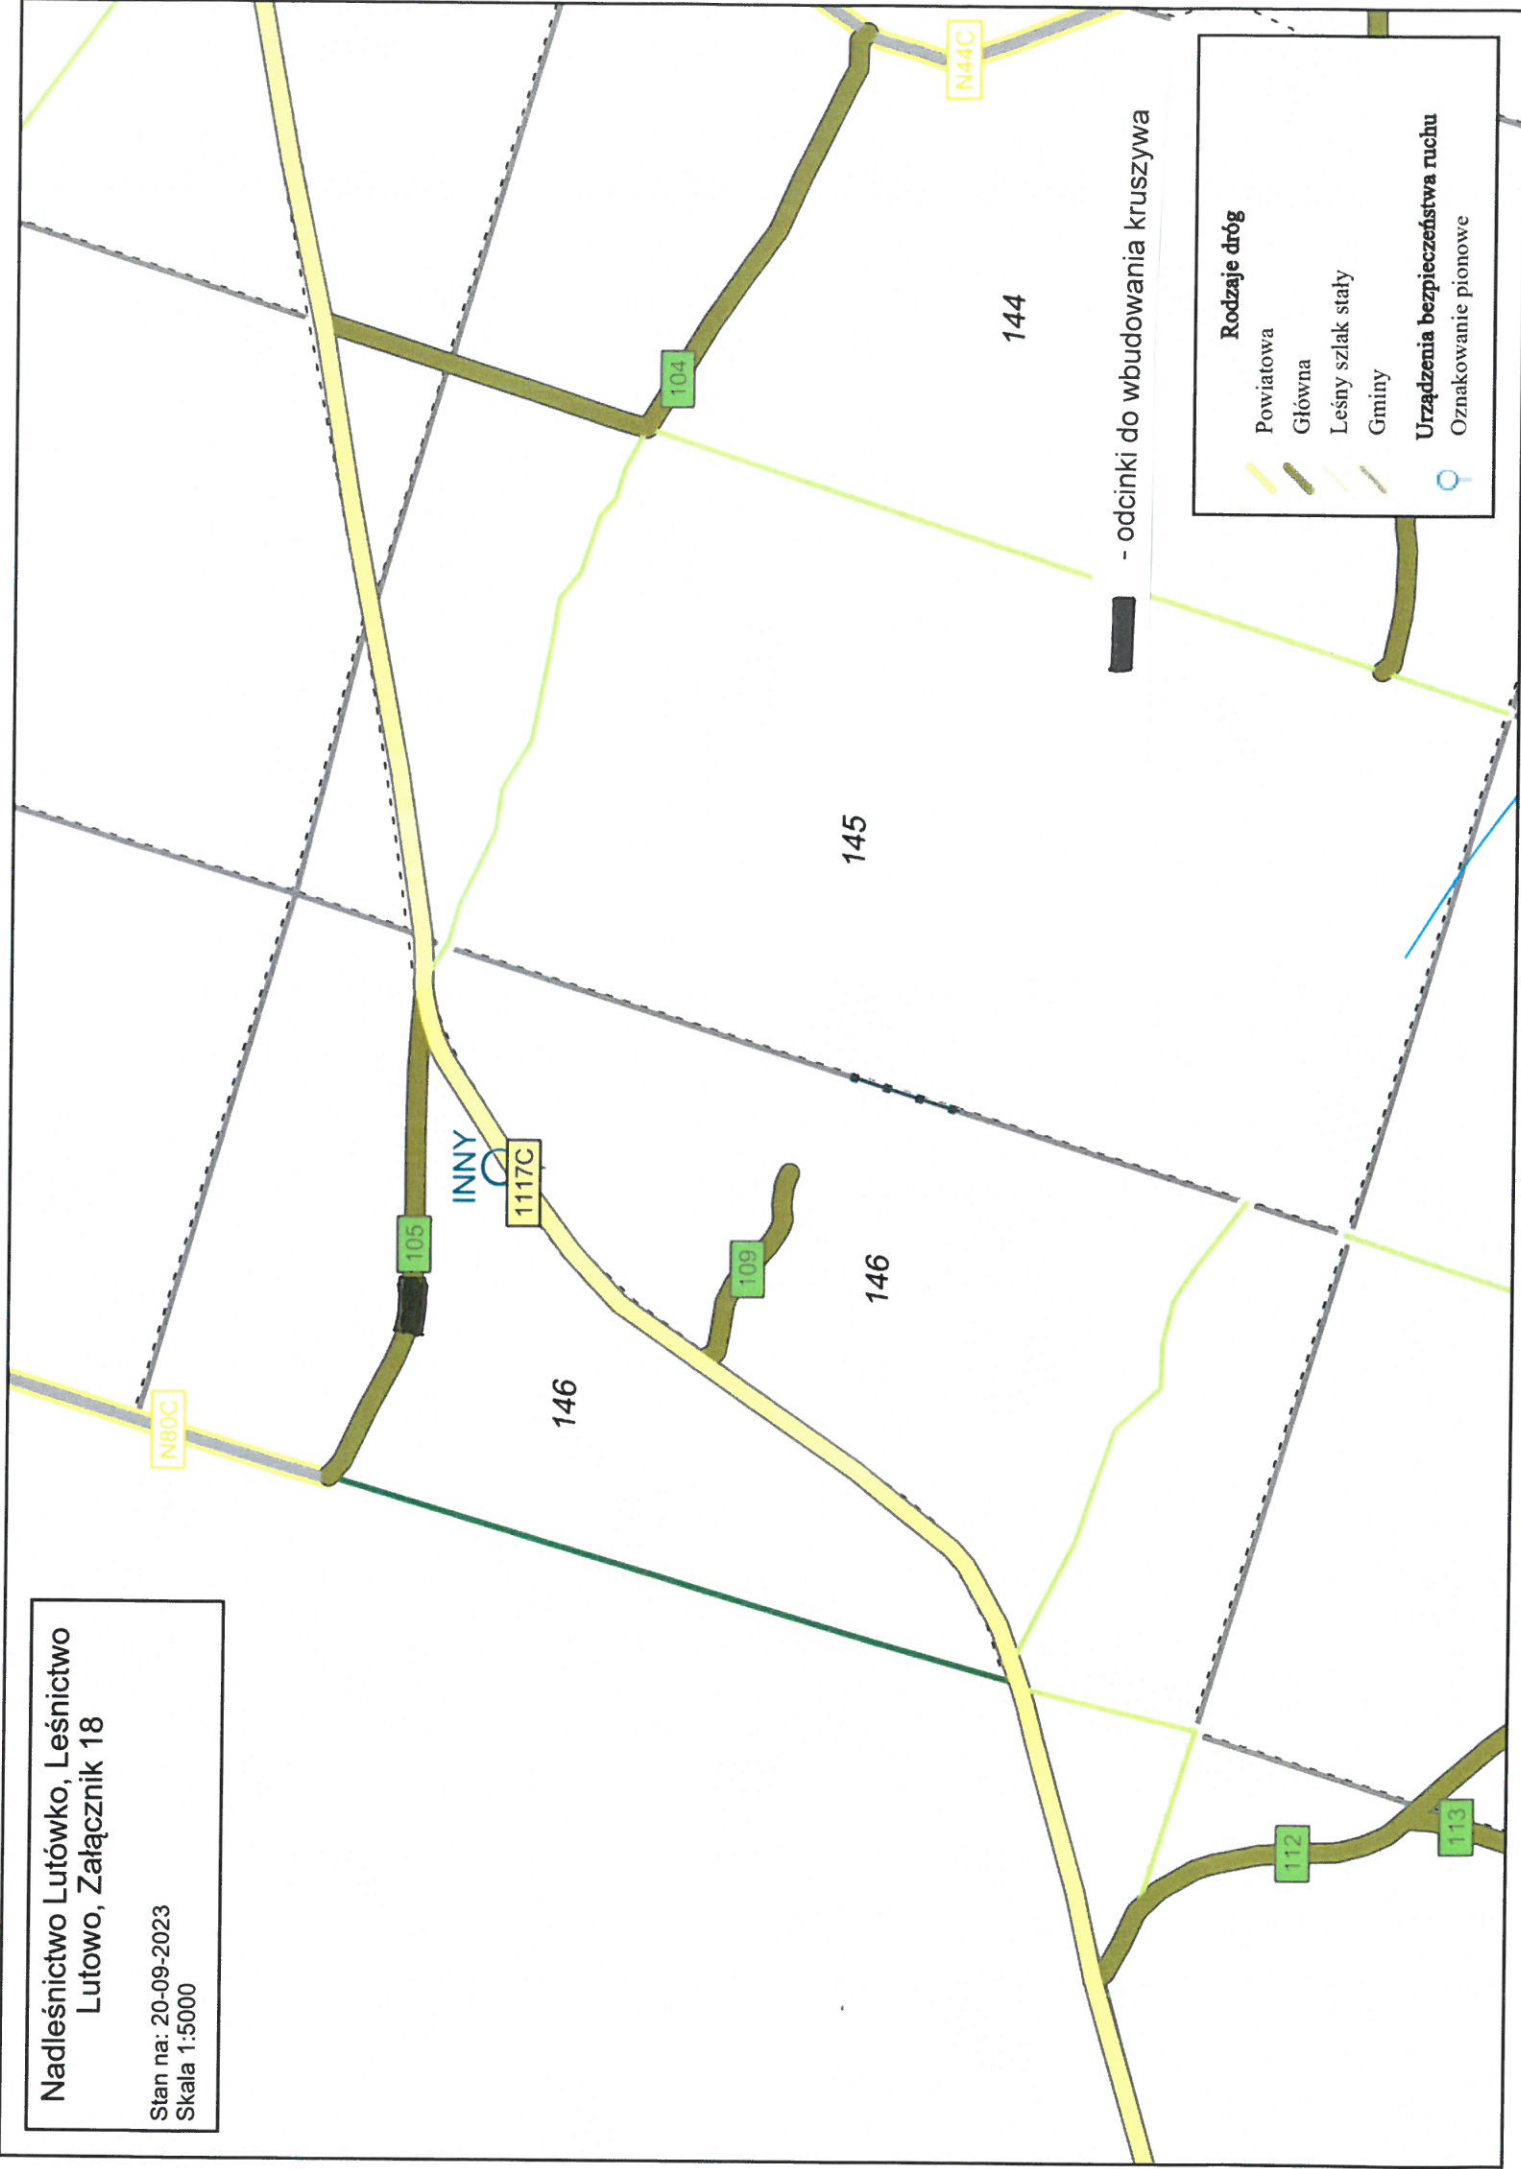 Nadleśnictwo Lutówko, Leśnictwo
Lutowo, Załącznik 18
Stan na: 20-09-2023
Skala 1:5000
N80C
105
INNY
1117C
109
146
146
145
104
144
N44C
112
113
- odcinki do wbudowania kruszywa
Rodzaje dróg
Powiatowa
Główna
Leśny szlak stały
Gminy
Urządzenia bezpieczeństwa ruchu
Oznakowanie pionowe